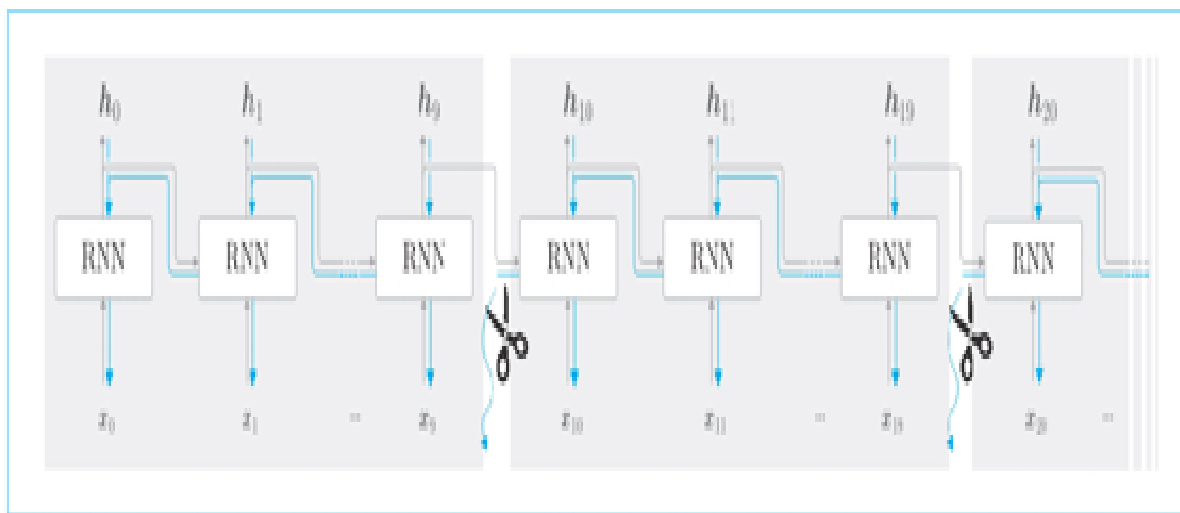 h₀ h₁ h₉ h₁₀ h₁₁ h₁₉ h₂₀
RNN RNN RNN RNN RNN RNN RNN
x₀ x₁ ... x₉ x₁₀ x₁₁ ... x₁₉ x₂₀ ...